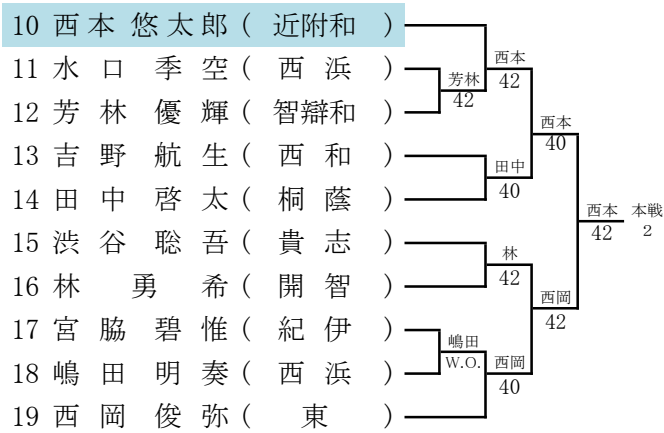 10 西本 悠太郎 ( 近附和 )
11 水口 季空 ( 西浜 )
12 芳林 優輝 ( 智辯和 )
13 吉野 航生 ( 西和 )
14 田中 啓太 ( 桐蔭 )
15 渋谷 聡吾 ( 貴志 )
16 林 勇希 ( 開智 )
17 宮脇 碧惟 ( 紀伊 )
18 嶋田 明奏 ( 西浜 )
19 西岡 俊弥 ( 東 )
芳林
42
嶋田
W.O.
西本
42
田中
40
林
42
西岡
40
西本
40
西岡
42
西本
42
本戦
2